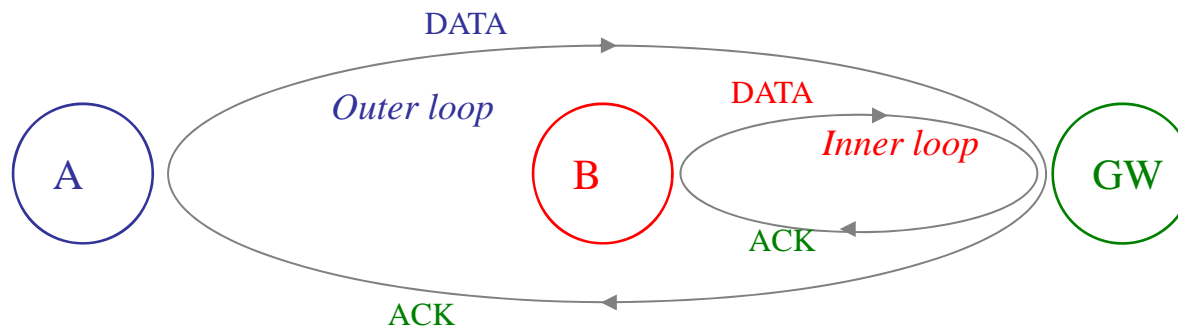 DATA
Outer loop
DATA
Inner loop
A
B
GW
ACK
ACK